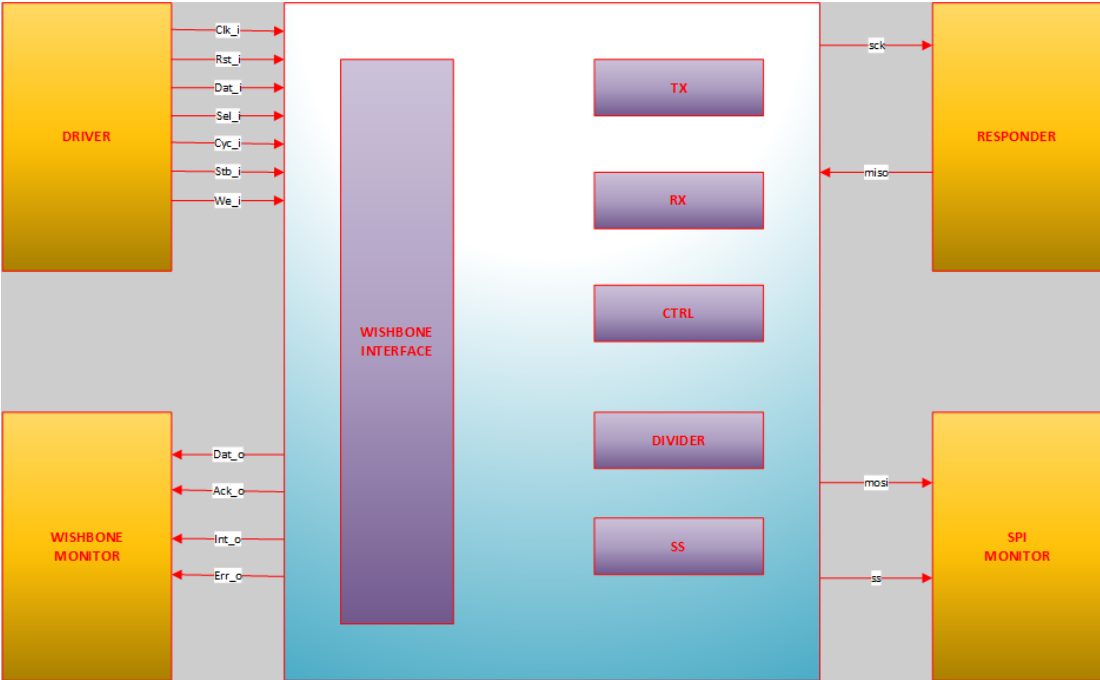 DRIVER
Clk_i
Rst_i
Dat_i
Sel_i
Cyc_i
Stb_i
We_i
WISHBONE
MONITOR
Dat_o
Ack_o
Int_o
Err_o
WISHBONE
INTERFACE
TX
RX
CTRL
DIVIDER
SS
sck
miso
RESPONDER
mosi
ss
SPI
MONITOR